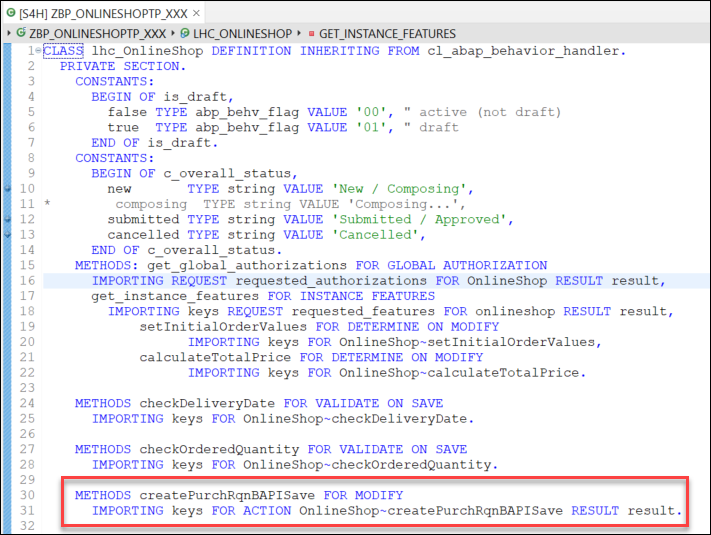 [S4H] ZBP_ONLINESHOPTP_XXX
ZBP_ONLINESHOPTP_XXX LHC_ONLINESHOP GET_INSTANCE_FEATURES
1 CLASS lhc_OnlineShop DEFINITION INHERITING FROM cl_abap_behavior_handler.
2 PRIVATE SECTION.
3 CONSTANTS:
4 BEGIN OF is_draft,
5 false TYPE abp_behv_flag VALUE '00', " active (not draft)
6 true TYPE abp_behv_flag VALUE '01', " draft
7 END OF is_draft.
8 CONSTANTS:
9 BEGIN OF c_overall_status,
10 new TYPE string VALUE 'New / Composing',
11 * composing TYPE string VALUE 'Composing...',
12 submitted TYPE string VALUE 'Submitted / Approved',
13 cancelled TYPE string VALUE 'Cancelled',
14 END OF c_overall_status.
15 METHODS: get_global_authorizations FOR GLOBAL AUTHORIZATION
16 IMPORTING REQUEST requested_authorizations FOR OnlineShop RESULT result,
17 get_instance_features FOR INSTANCE FEATURES
18 IMPORTING keys REQUEST requested_features FOR onlineshop RESULT result,
19 setInitialOrderValues FOR DETERMINE ON MODIFY
20 IMPORTING keys FOR OnlineShop~setInitialOrderValues,
21 calculateTotalPrice FOR DETERMINE ON MODIFY
22 IMPORTING keys FOR OnlineShop~calculateTotalPrice.
23
24 METHODS checkDeliveryDate FOR VALIDATE ON SAVE
25 IMPORTING keys FOR OnlineShop~checkDeliveryDate.
26
27 METHODS checkOrderedQuantity FOR VALIDATE ON SAVE
28 IMPORTING keys FOR OnlineShop~checkOrderedQuantity.
29
30 METHODS createPurchRqnBAPISave FOR MODIFY
31 IMPORTING keys FOR ACTION OnlineShop~createPurchRqnBAPISave RESULT result.
32